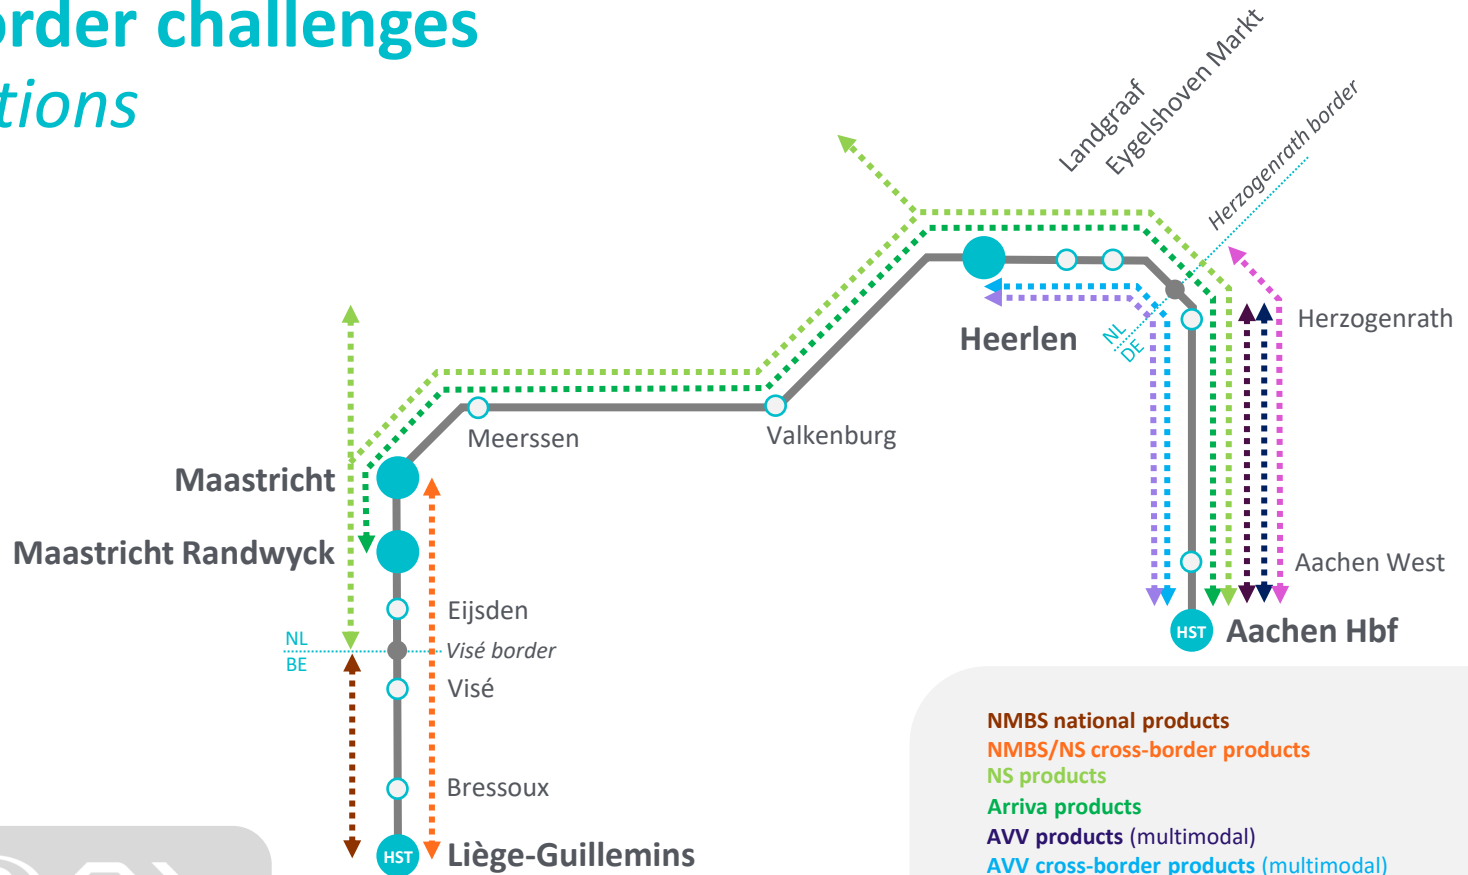 order challenges
tions
Landgraaf
Eygelshoven Markt
Herzogenrath border
Herzogenrath
Heerlen
NL
DE
Meerssen
Valkenburg
Maastricht
Maastricht Randwyck
Aachen West
Eijsden
HST
Aachen Hbf
NL
BE
Visé border
Visé
Bressoux
HST
Liège-Guillemins
NMBS national products
NMBS/NS cross-border products
NS products
Arriva products
AVV products (multimodal)
AVV cross-border products (multimodal)